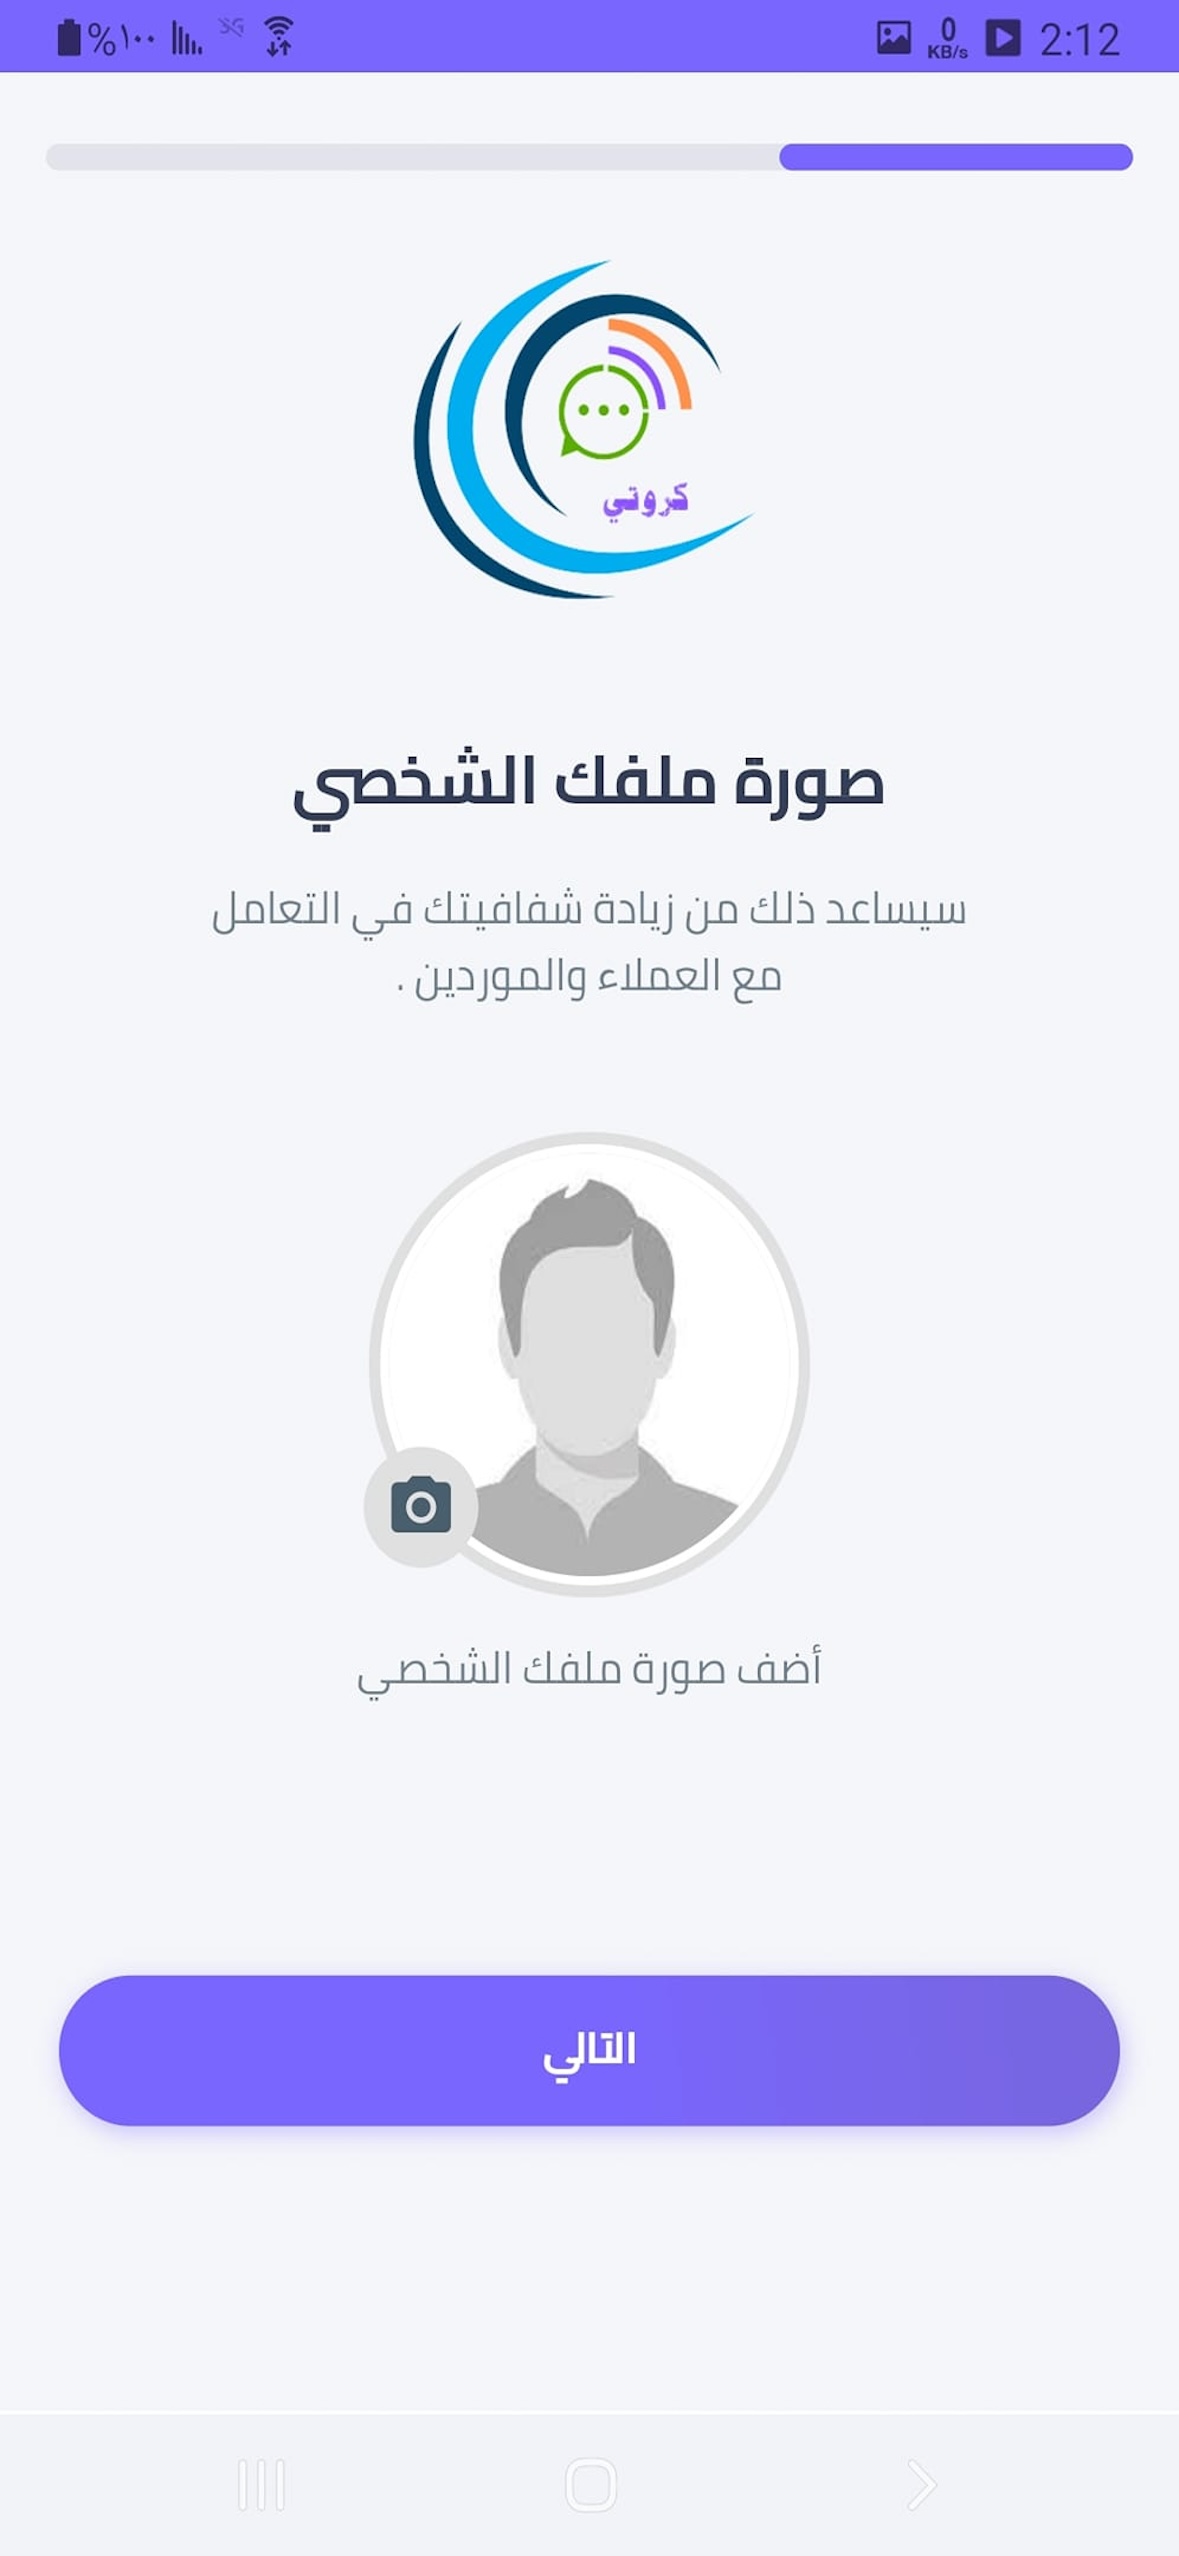 %١٠٠ 3G 0 KB/s 2:12
كروتي
صورة ملفك الشخصي
سيساعد ذلك من زيادة شفافيتك في التعامل
مع العملاء والموردين .
أضف صورة ملفك الشخصي
التالي